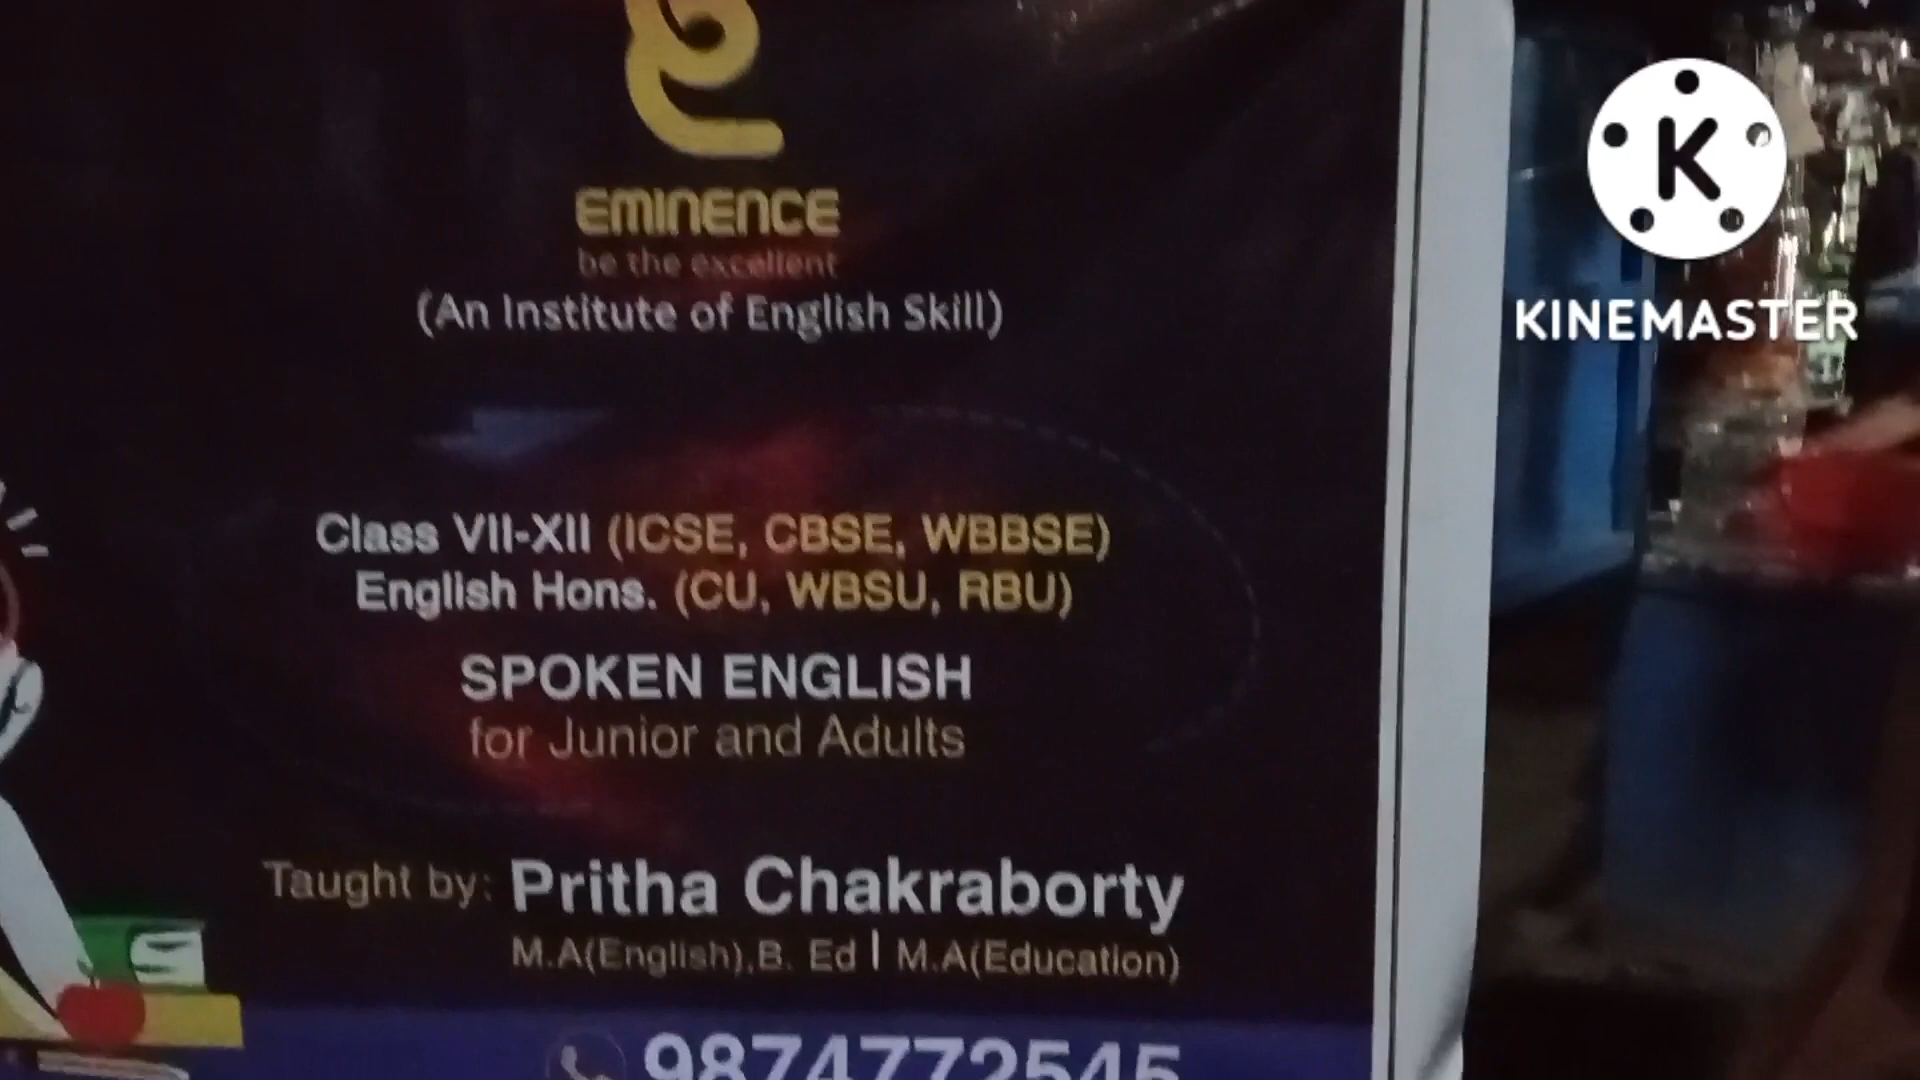 EMINENCE
be the excellent
(An Institute of English Skill)
Class VII-XII (ICSE, CBSE, WBBSE)
English Hons. (CU, WBSU, RBU)
SPOKEN ENGLISH
for Junior and Adults
Taught by: Pritha Chakraborty
M.A(English),B. Ed | M.A(Education)
9874772545
K
KINEMASTER